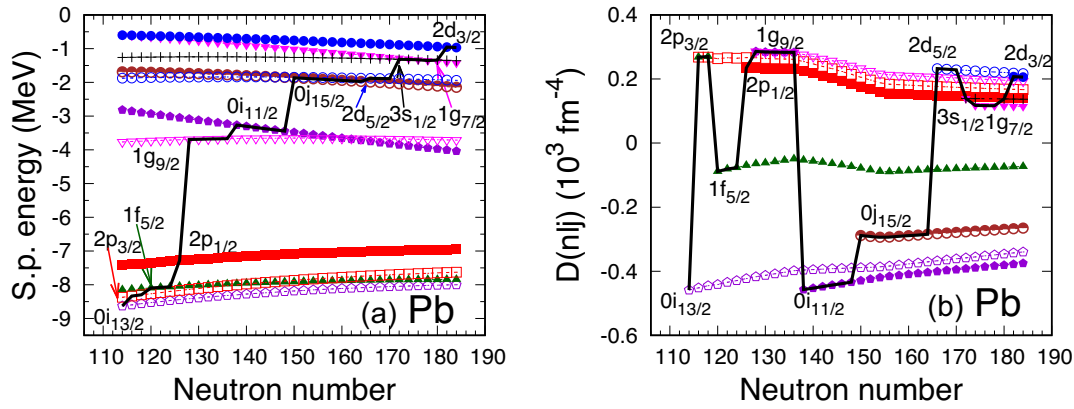 0
-1
-2
-3
-4
-5
-6
-7
-8
-9
110 120 130 140 150 160 170 180 190
S.p. energy (MeV)
Neutron number
2d3/2
0i11/2
0j15/2
2d5/2
3s1/2
1g7/2
1g9/2
1f5/2
2p3/2
2p1/2
0i13/2
(a) Pb
0.6
0.4
0.2
0
-0.2
-0.4
-0.6
110 120 130 140 150 160 170 180 190
D(nlj) (10³ fm⁻⁴)
Neutron number
2p3/2
1g9/2
2d5/2
2d3/2
2p1/2
3s1/2
1g7/2
1f5/2
0j15/2
0i13/2
0i11/2
(b) Pb